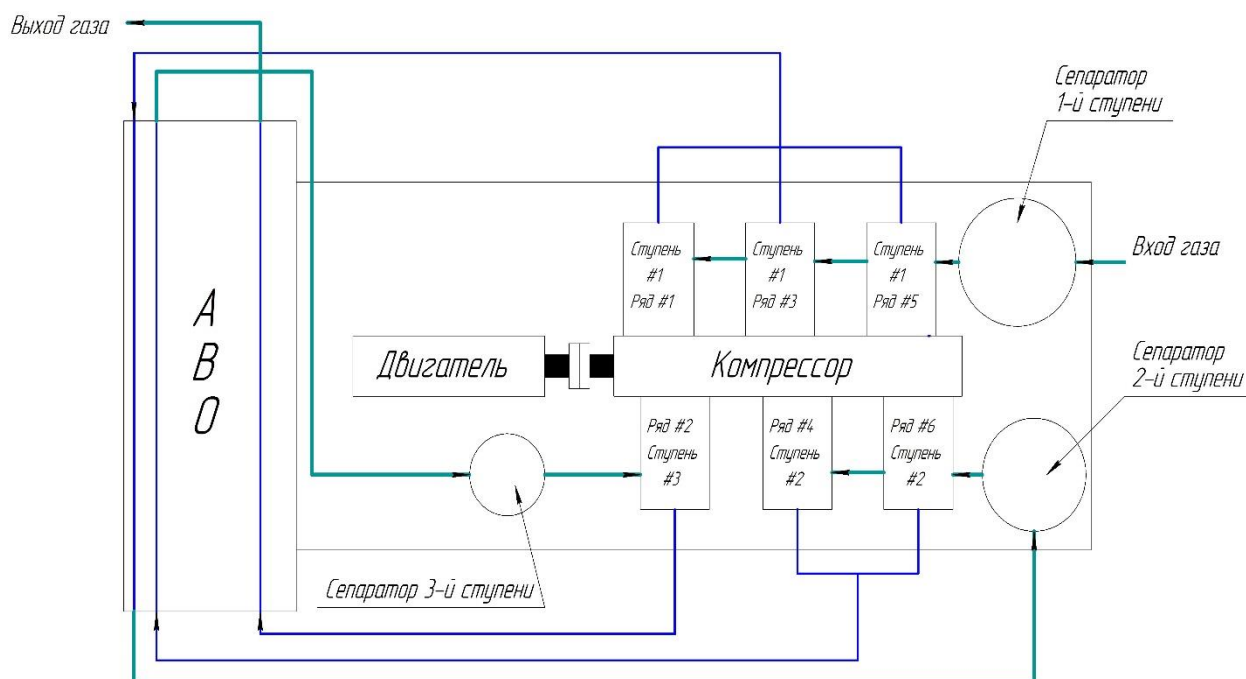 Выход газа
Сепаратор
1-й ступени
Вход газа
Ступень
#1
Ряд #1
Ступень
#1
Ряд #3
Ступень
#1
Ряд #5
А
В
О
Двигатель
Компрессор
Сепаратор
2-й ступени
Ряд #2
Ступень
#3
Ряд #4
Ступень
#2
Ряд #6
Ступень
#2
Сепаратор 3-й ступени